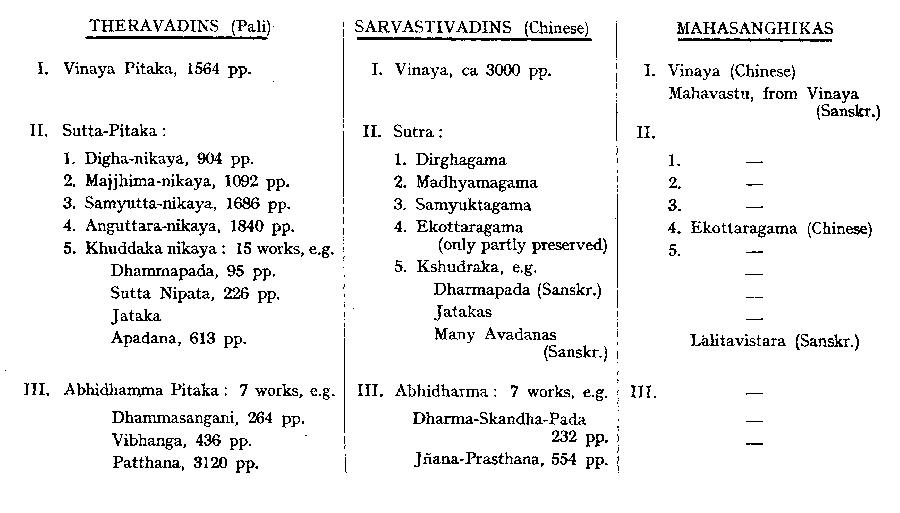 THERAVADINS (Pali)
I. Vinaya Pitaka, 1564 pp.
II. Sutta-Pitaka :
1. Digha-nikaya, 904 pp.
2. Majjhima-nikaya, 1092 pp.
3. Samyutta-nikaya, 1686 pp.
4. Anguttara-nikaya, 1840 pp.
5. Khuddaka nikaya : 15 works, e.g.
Dhammapada, 95 pp.
Sutta Nipata, 226 pp.
Jataka
Apadana, 613 pp.
III. Abhidhamma Pitaka : 7 works, e.g.
Dhammasangani, 264 pp.
Vibhanga, 436 pp.
Patthana, 3120 pp.
SARVASTIVADINS (Chinese)
I. Vinaya, ca 3000 pp.
II. Sutra :
1. Dirghagama
2. Madhyamagama
3. Samyuktagama
4. Ekottaragama
(only partly preserved)
5. Kshudraka, e.g.
Dharmapada (Sanskr.)
Jatakas
Many Avadanas
(Sanskr.)
III. Abhidharma : 7 works, e.g.
Dharma-Skandha-Pada
232 pp.
Jñana-Prasthana, 554 pp.
MAHASANGHIKAS
I. Vinaya (Chinese)
Mahavastu, from Vinaya
(Sanskr.)
II.
1. —
2. —
3. —
4. Ekottaragama (Chinese)
5. —
—
—
—
Lalitavistara (Sanskr.)
III. —
—
—